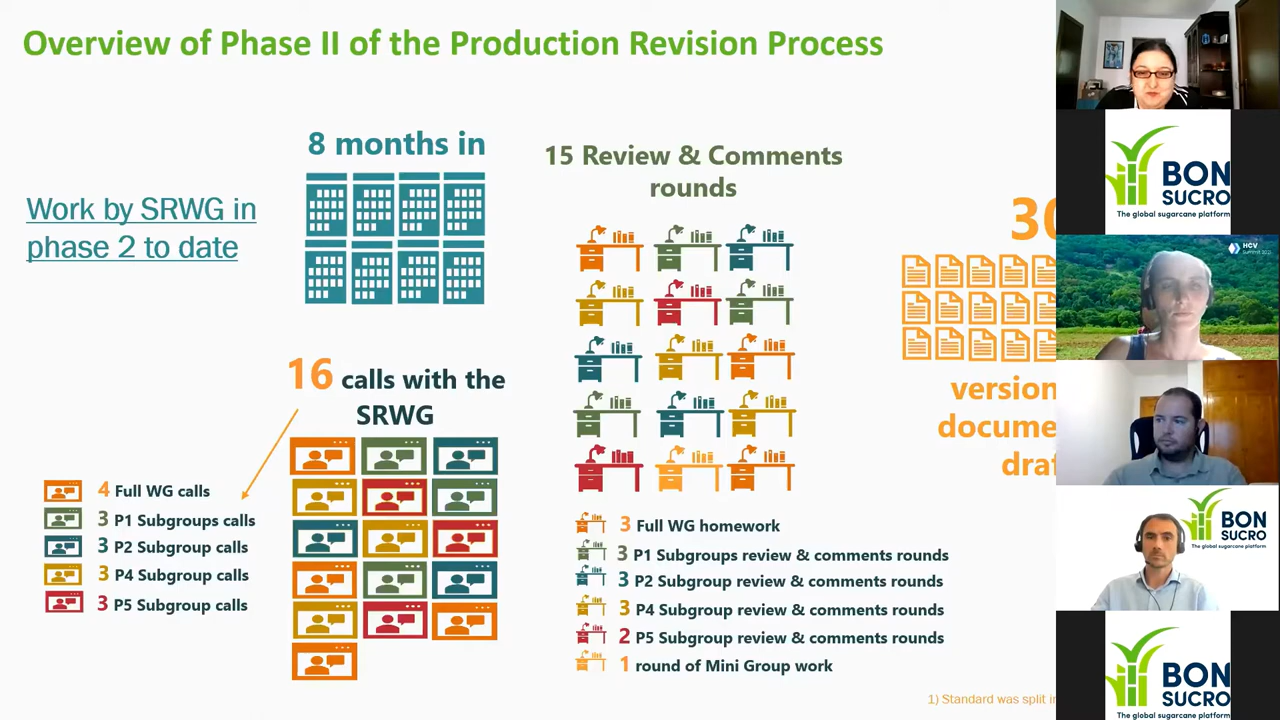 Overview of Phase II of the Production Revision Process
Work by SRWG in
phase 2 to date
8 months in
16 calls with the
SRWG
4 Full WG calls
3 P1 Subgroups calls
3 P2 Subgroup calls
3 P4 Subgroup calls
3 P5 Subgroup calls
15 Review & Comments
rounds
3 Full WG homework
3 P1 Subgroups review & comments rounds
3 P2 Subgroup review & comments rounds
3 P4 Subgroup review & comments rounds
2 P5 Subgroup review & comments rounds
1 round of Mini Group work
30
version
docume
draf
1) Standard was split in
BON
SUCRO
The global sugarcane platform
HCV
Summit 2021
BON
SUCRO
The global sugarcane platform
BON
SUCRO
The global sugarcane platform